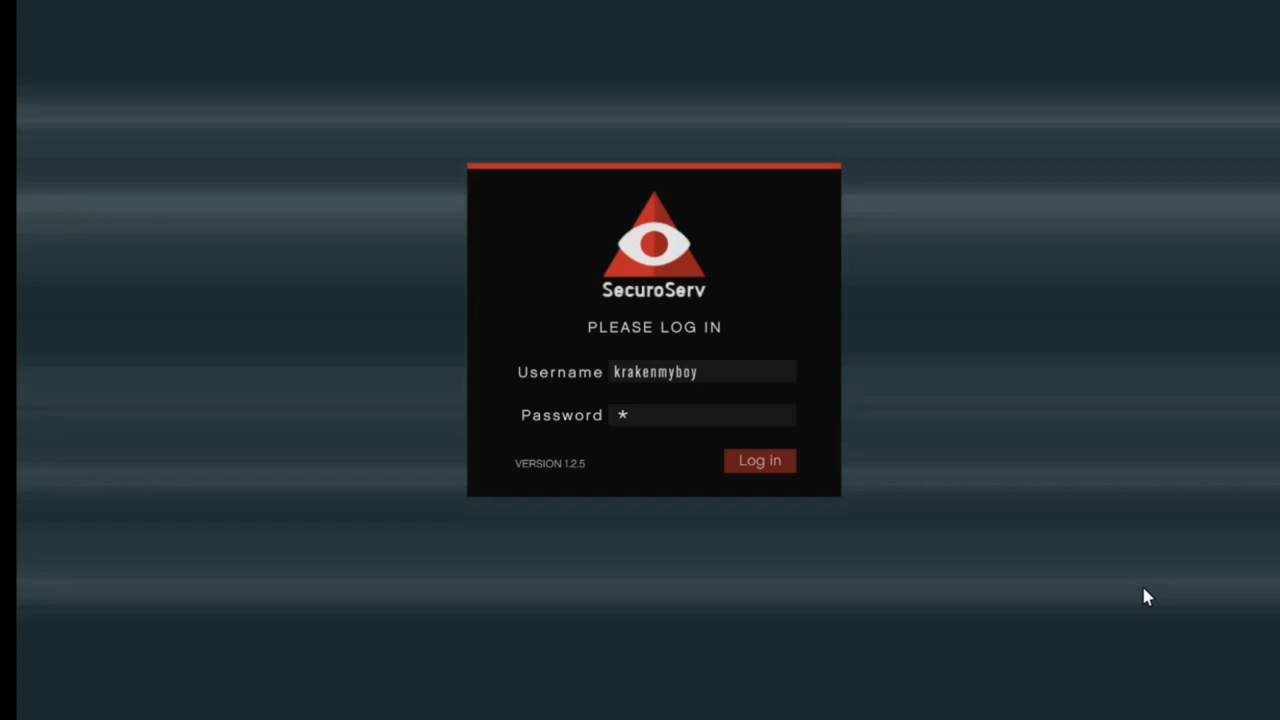 SecuroServ
PLEASE LOG IN
Username krakenmyboy
Password *
VERSION 1.2.5 Log in